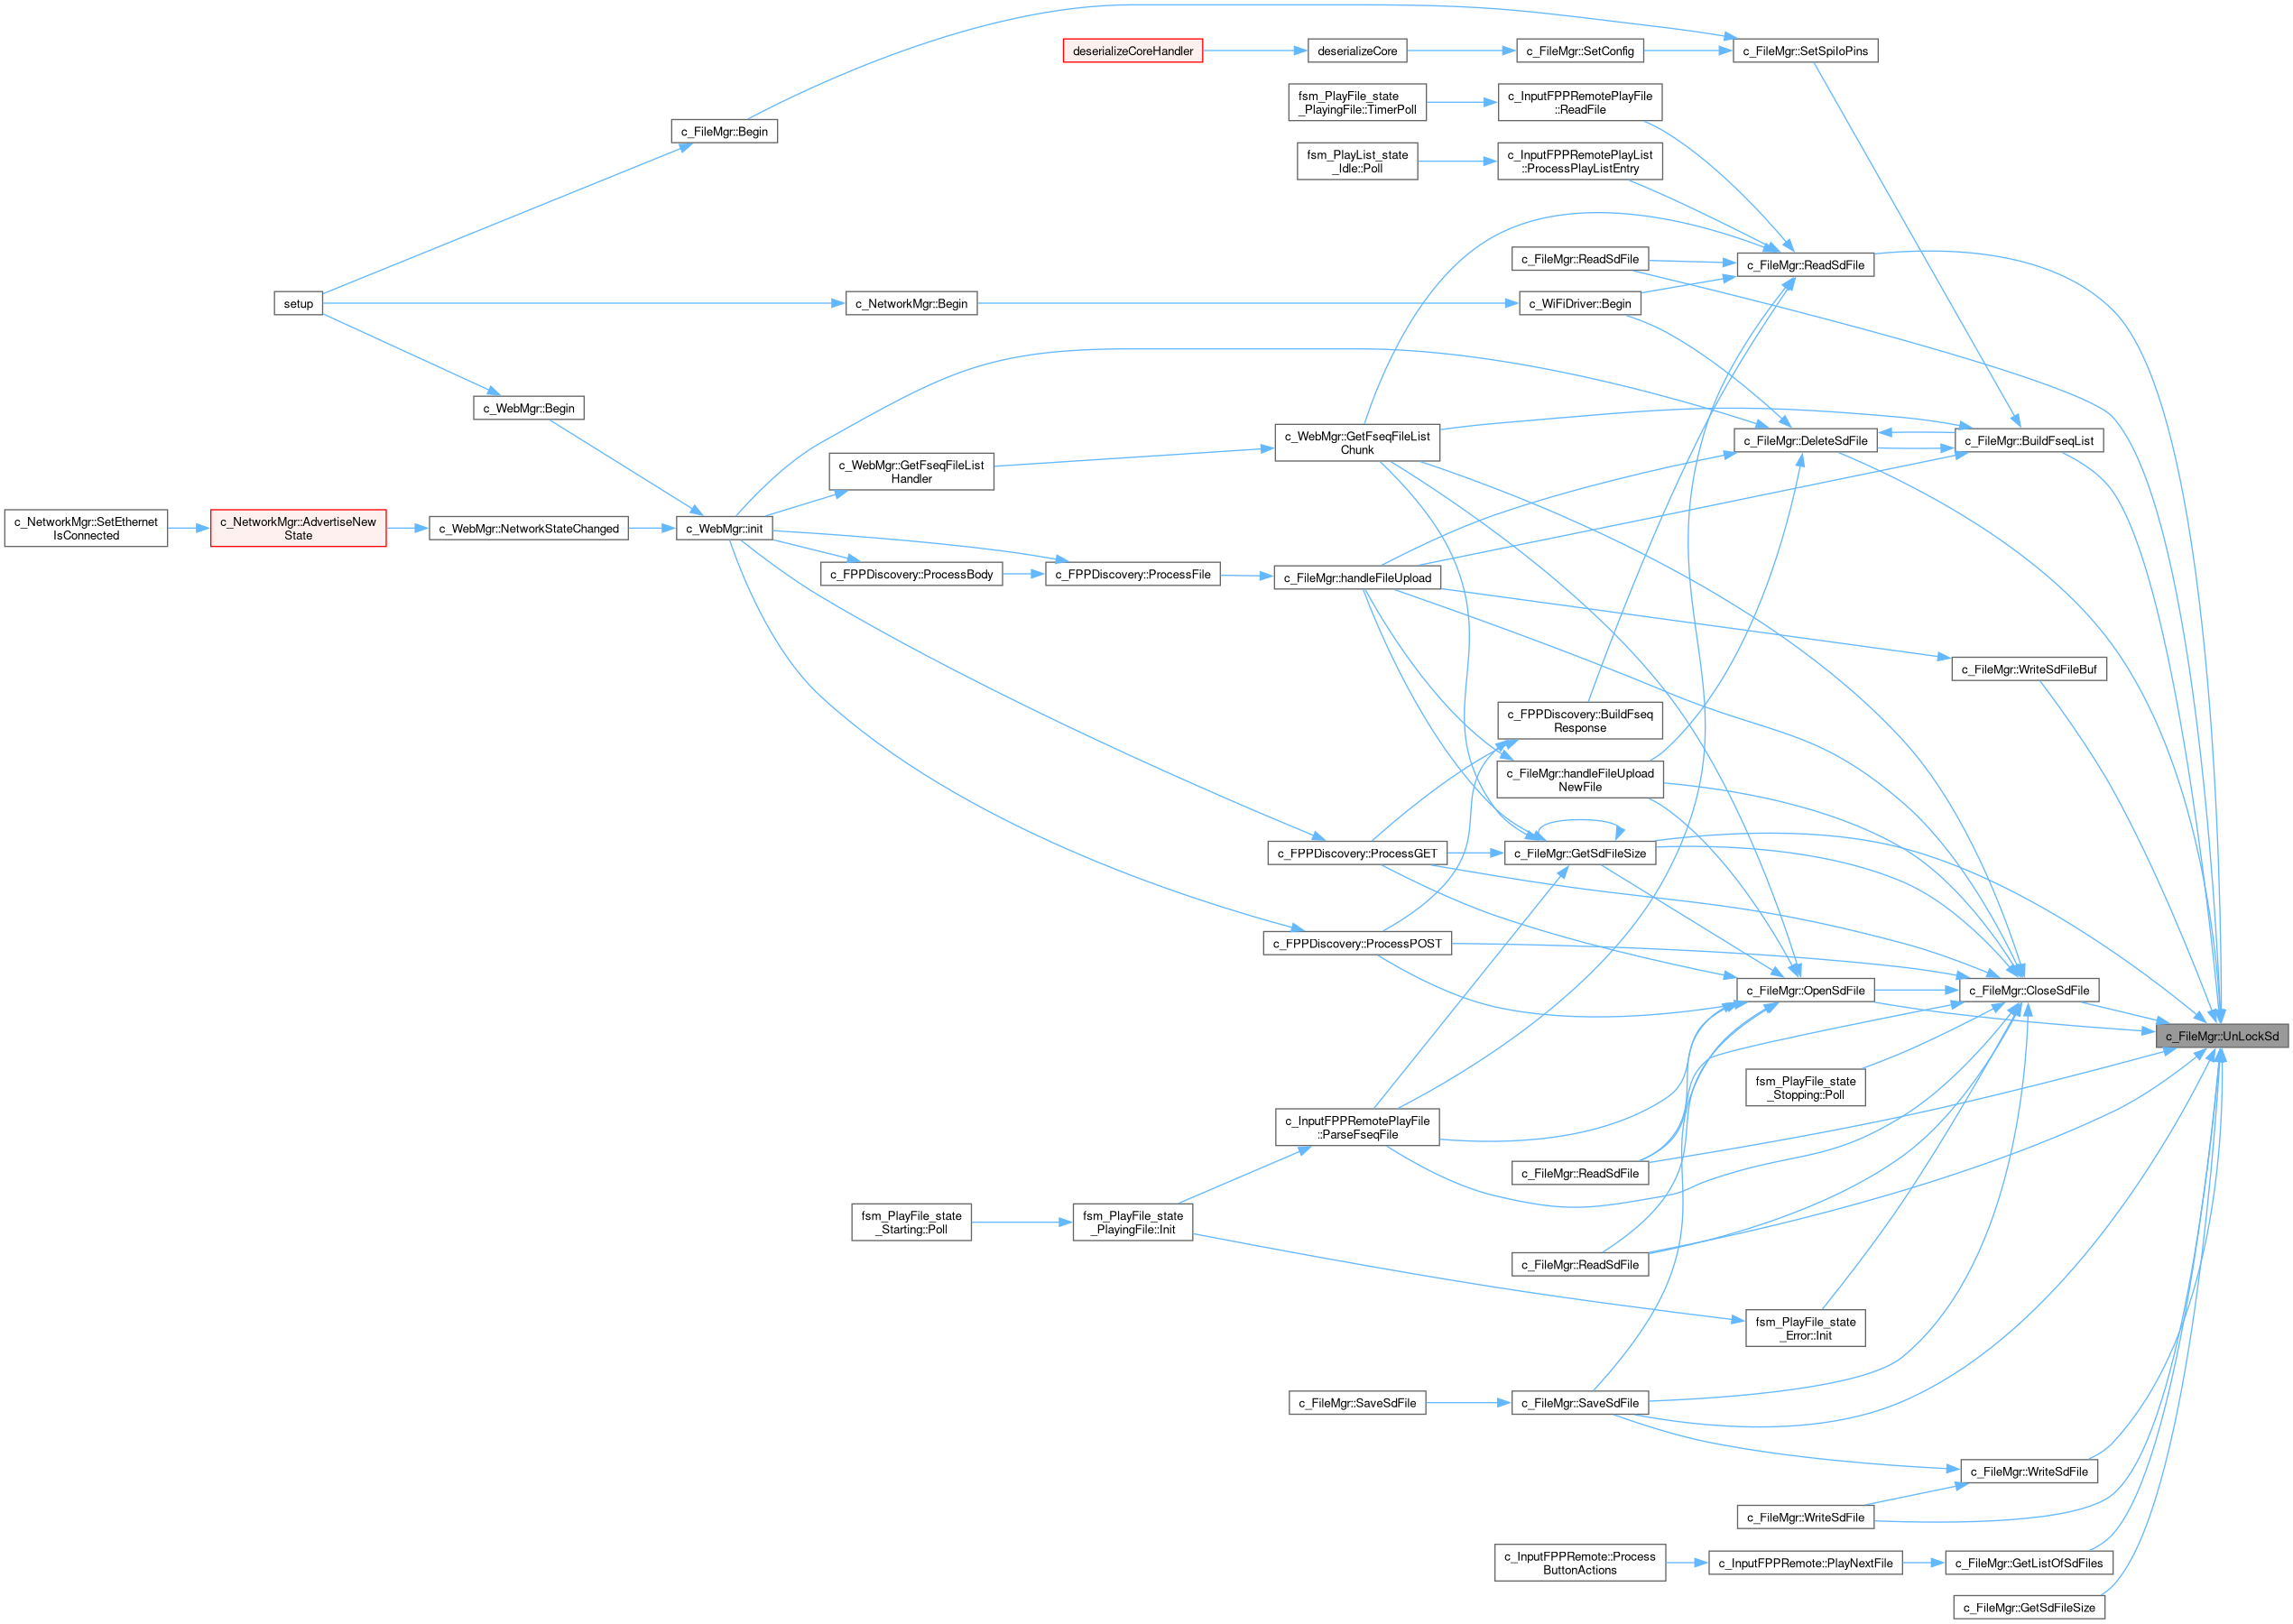 deserializeCoreHandler
deserializeCore
c_FileMgr::SetConfig
c_FileMgr::SetSpiIoPins
fsm_PlayFile_state
_PlayingFile::TimerPoll
c_InputFPPRemotePlayFile
::ReadFile
c_FileMgr::Begin
fsm_PlayList_state
_Idle::Poll
c_InputFPPRemotePlayList
::ProcessPlayListEntry
c_FileMgr::ReadSdFile
c_FileMgr::ReadSdFile
setup
c_NetworkMgr::Begin
c_WiFiDriver::Begin
c_WebMgr::Begin
c_WebMgr::GetFseqFileList
Chunk
c_FileMgr::DeleteSdFile
c_FileMgr::BuildFseqList
c_WebMgr::GetFseqFileList
Handler
c_NetworkMgr::SetEthernet
IsConnected
c_NetworkMgr::AdvertiseNew
State
c_WebMgr::NetworkStateChanged
c_WebMgr::init
c_FPPDiscovery::ProcessBody
c_FPPDiscovery::ProcessFile
c_FileMgr::handleFileUpload
c_FileMgr::WriteSdFileBuf
c_FPPDiscovery::BuildFseq
Response
c_FileMgr::handleFileUpload
NewFile
c_FPPDiscovery::ProcessGET
c_FileMgr::GetSdFileSize
c_FPPDiscovery::ProcessPOST
c_FileMgr::OpenSdFile
c_FileMgr::CloseSdFile
c_FileMgr::UnLockSd
fsm_PlayFile_state
_Stopping::Poll
c_InputFPPRemotePlayFile
::ParseFseqFile
c_FileMgr::ReadSdFile
fsm_PlayFile_state
_Starting::Poll
fsm_PlayFile_state
_PlayingFile::Init
c_FileMgr::ReadSdFile
fsm_PlayFile_state
_Error::Init
c_FileMgr::SaveSdFile
c_FileMgr::SaveSdFile
c_FileMgr::WriteSdFile
c_FileMgr::WriteSdFile
c_InputFPPRemote::Process
ButtonActions
c_InputFPPRemote::PlayNextFile
c_FileMgr::GetListOfSdFiles
c_FileMgr::GetSdFileSize